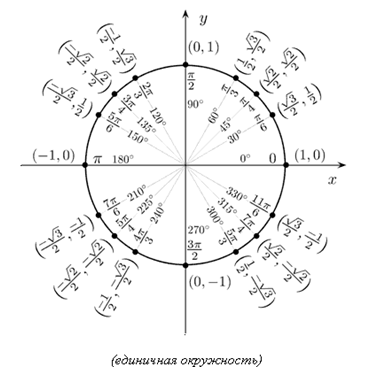 y
(0, 1)
(−1/2, √3/2)
(−√2/2, √2/2)
(−√3/2, 1/2)
(1/2, √3/2)
(√2/2, √2/2)
(√3/2, 1/2)
π/2
90°
2π/3 120°
3π/4 135°
5π/6 150°
60° π/3
45° π/4
30° π/6
(−1, 0) π 180° 0° 0 (1, 0)
x
7π/6 210°
5π/4 225°
4π/3 240°
330° 11π/6
315° 7π/4
300° 5π/3
270°
3π/2
(−√3/2, −1/2)
(−√2/2, −√2/2)
(−1/2, −√3/2)
(√3/2, −1/2)
(√2/2, −√2/2)
(1/2, −√3/2)
(0, −1)
(единичная окружность)